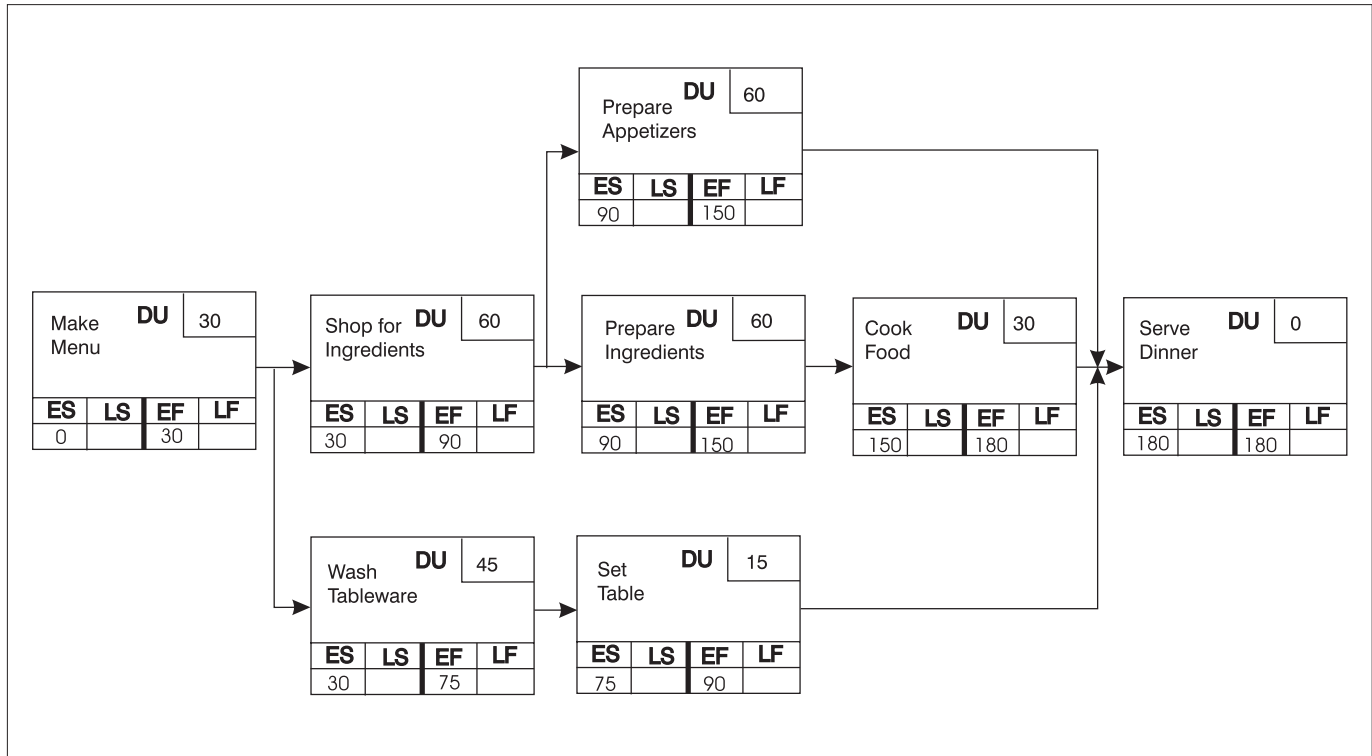 Prepare DU 60
Appetizers
ES LS EF LF
90 150
Make DU 30
Menu
ES LS EF LF
0 30
Shop for DU 60
Ingredients
ES LS EF LF
30 90
Prepare DU 60
Ingredients
ES LS EF LF
90 150
Cook DU 30
Food
ES LS EF LF
150 180
Serve DU 0
Dinner
ES LS EF LF
180 180
Wash DU 45
Tableware
ES LS EF LF
30 75
Set DU 15
Table
ES LS EF LF
75 90